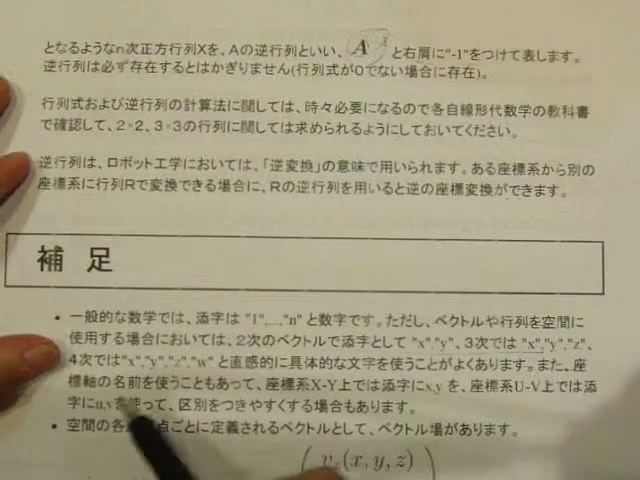 となるようなn次正方行列Xを、Aの逆行列といい、A⁻¹と右肩に"-1"をつけて表します。
逆行列は必ず存在するとはかぎりません(行列式が0でない場合に存在)。
行列式および逆行列の計算法に関しては、時々必要になるので各自線形代数学の教科書
で確認して、2×2、3×3の行列に関しては求められるようにしておいてください。
逆行列は、ロボット工学においては、「逆変換」の意味で用いられます。ある座標系から別の
座標系に行列Rで変換できる場合に、Rの逆行列を用いると逆の座標変換ができます。
補 足
• 一般的な数学では、添字は "1",...,"n" と数字です。ただし、ベクトルや行列を空間に
使用する場合においては、2次のベクトルで添字として "x","y"、3次では "x","y","z"、
4次では"x","y","z","w" と直感的に具体的な文字を使うことがよくあります。また、座
標軸の名前を使うこともあって、座標系X-Y上では添字にx,y を、座標系U-V上では添
字にu,vを使って、区別をつきやすくする場合もあります。
• 空間の各点ごとに定義されるベクトルとして、ベクトル場があります。
(x, y, z)